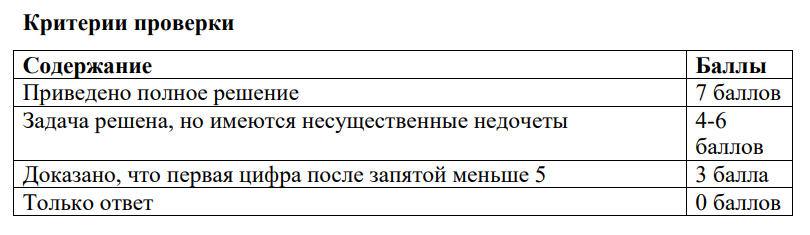 Критерии проверки
Содержание Баллы
Приведено полное решение 7 баллов
Задача решена, но имеются несущественные недочеты 4-6
баллов
Доказано, что первая цифра после запятой меньше 5 3 балла
Только ответ 0 баллов